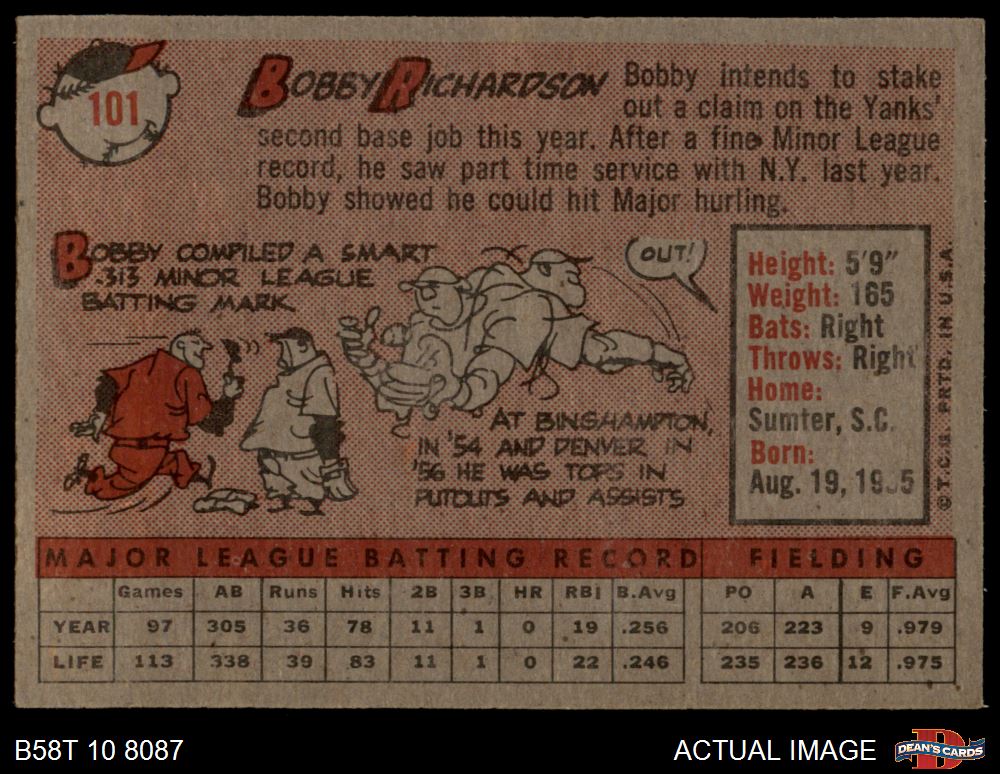 101
BOBBY RICHARDSON
Bobby intends to stake
out a claim on the Yanks'
second base job this year. After a fine Minor League
record, he saw part time service with N.Y. last year.
Bobby showed he could hit Major hurling.
BOBBY COMPILED A SMART
.313 MINOR LEAGUE
BATTING MARK
OUT!
AT BINGHAMPTON,
IN '54 AND DENVER IN
'56 HE WAS TOPS IN
PUTOUTS AND ASSISTS
Height: 5'9"
Weight: 165
Bats: Right
Throws: Right
Home:
Sumter, S.C.
Born:
Aug. 19, 1935
© T.C.G. PRTD. IN U.S.A.
MAJOR LEAGUE BATTING RECORD FIELDING
Games AB Runs Hits 2B 3B HR RBI B.Avg PO A E F.Avg
YEAR 97 305 36 78 11 1 0 19 .256 206 223 9 .979
LIFE 113 338 39 83 11 1 0 22 .246 235 236 12 .975
B58T 10 8087
ACTUAL IMAGE
D
DEAN'S CARDS